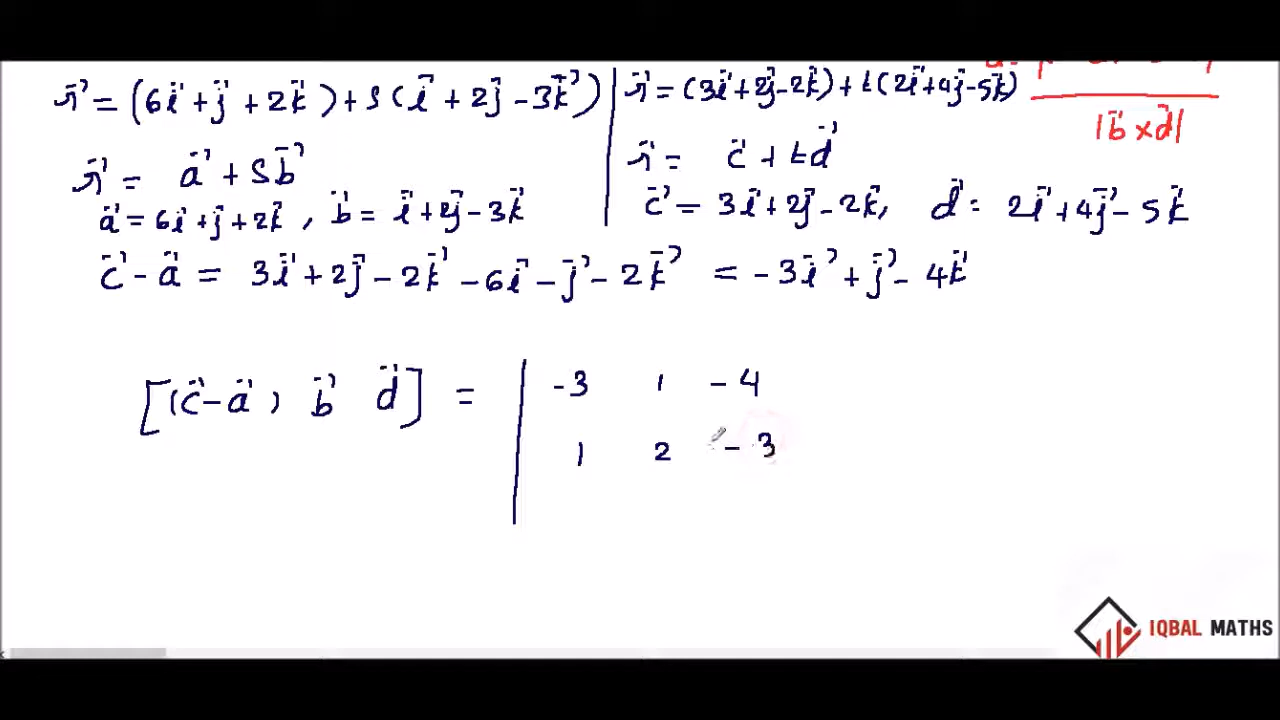 r⃗ = (6i⃗ + j⃗ + 2k⃗) + s(i⃗ + 2j⃗ - 3k⃗)
r⃗ = (3i⃗ + 2j⃗ - 2k⃗) + t(2i⃗ + 4j⃗ - 5k⃗)
|b⃗ × d⃗|
r⃗ = a⃗ + sb⃗
r⃗ = c⃗ + td⃗
a⃗ = 6i⃗ + j⃗ + 2k⃗, b⃗ = i⃗ + 2j⃗ - 3k⃗
c⃗ = 3i⃗ + 2j⃗ - 2k⃗, d⃗ = 2i⃗ + 4j⃗ - 5k⃗
c⃗ - a⃗ = 3i⃗ + 2j⃗ - 2k⃗ - 6i⃗ - j⃗ - 2k⃗ = -3i⃗ + j⃗ - 4k⃗
[(c⃗ - a⃗) b⃗ d⃗] = | -3 1 -4
1 2 -3
IQBAL MATHS